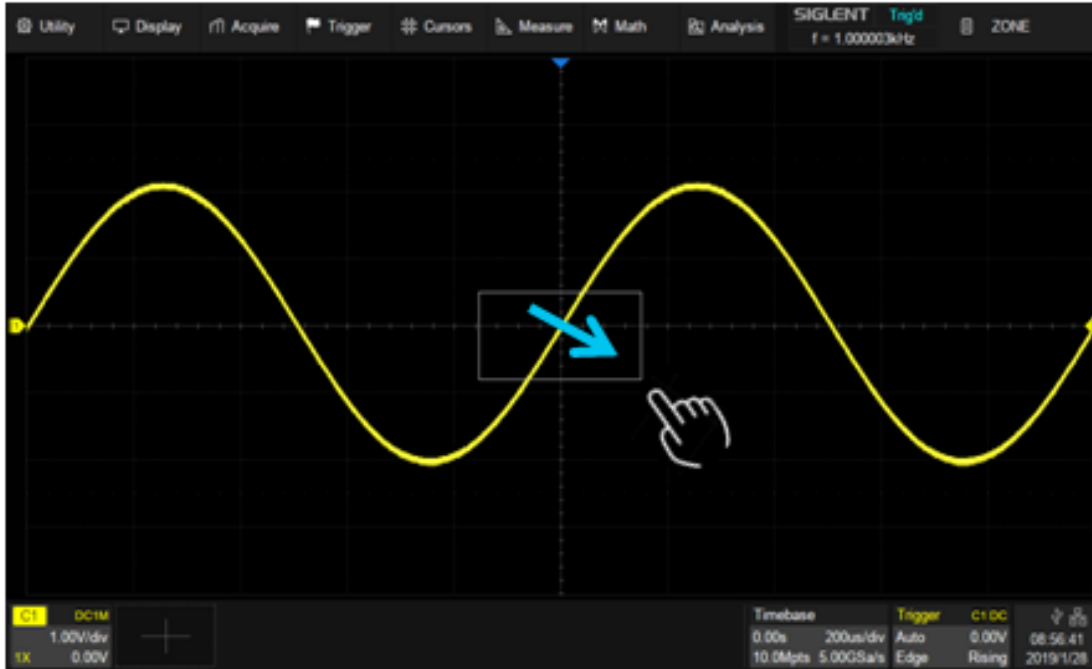 Utility Display Acquire Trigger Cursors Measure Math Analysis SIGLENT Trig'd ZONE
f = 1.000003kHz
C1 DC1M
1.00V/div
1X 0.00V
Timebase
0.00s 200us/div
10.0Mpts 5.00GSa/s
Trigger C1 DC
Auto 0.00V
Edge Rising
08:56:41
2019/1/28